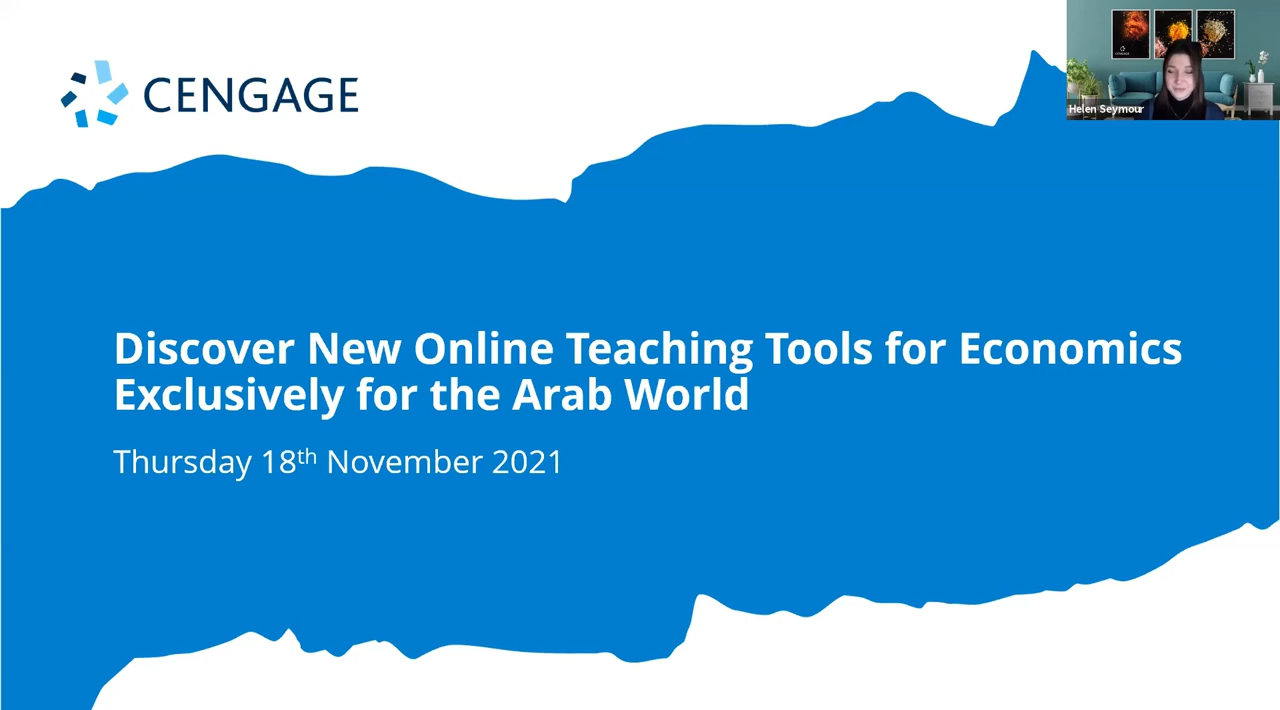 CENGAGE
Helen Seymour
Discover New Online Teaching Tools for Economics
Exclusively for the Arab World
Thursday 18th November 2021